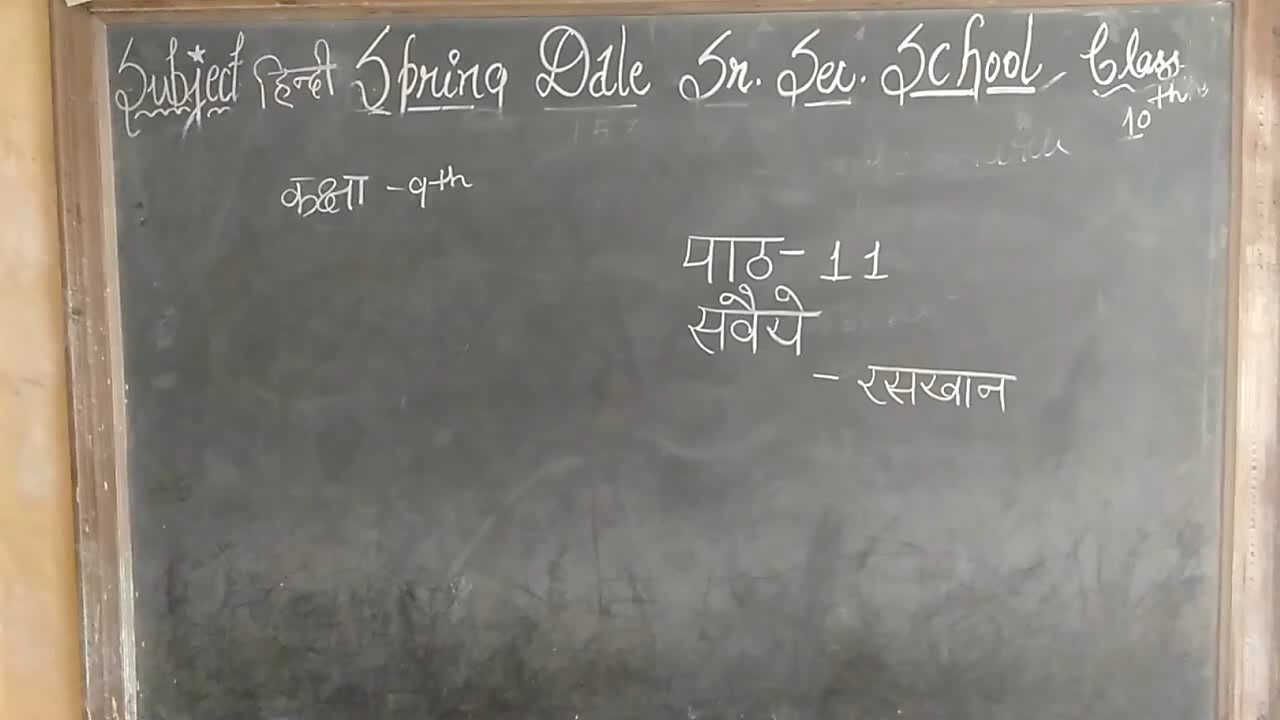 Subject हिन्दी Spring Dale Sr. Sec. School Class
10th
कक्षा - 9th
पाठ - 11
सवैये
- रसखान